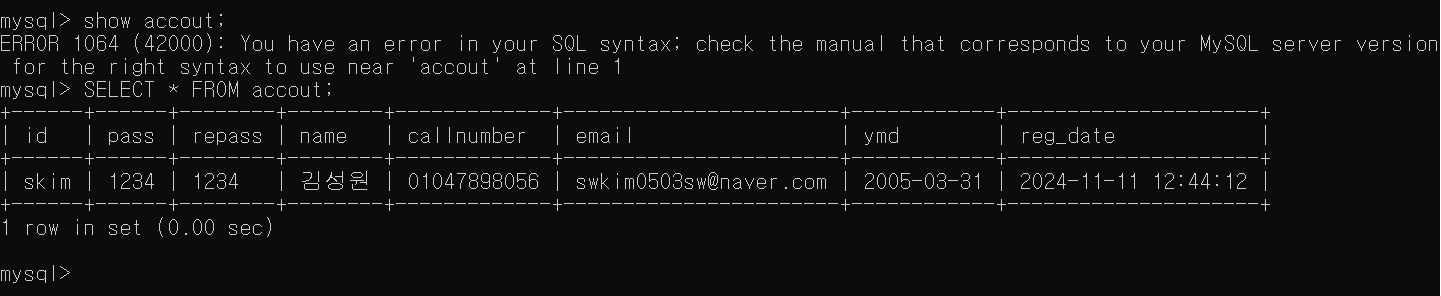 mysql> show accout;
ERROR 1064 (42000): You have an error in your SQL syntax; check the manual that corresponds to your MySQL server version
 for the right syntax to use near 'accout' at line 1
mysql> SELECT * FROM accout;
+------+------+--------+--------+-------------+----------------------+------------+---------------------+
| id   | pass | repass | name   | callnumber  | email                | ymd        | reg_date            |
+------+------+--------+--------+-------------+----------------------+------------+---------------------+
| skim | 1234 | 1234   | 김성원 | 01047898056 | swkim0503sw@naver.com | 2005-03-31 | 2024-11-11 12:44:12 |
+------+------+--------+--------+-------------+----------------------+------------+---------------------+
1 row in set (0.00 sec)
mysql>